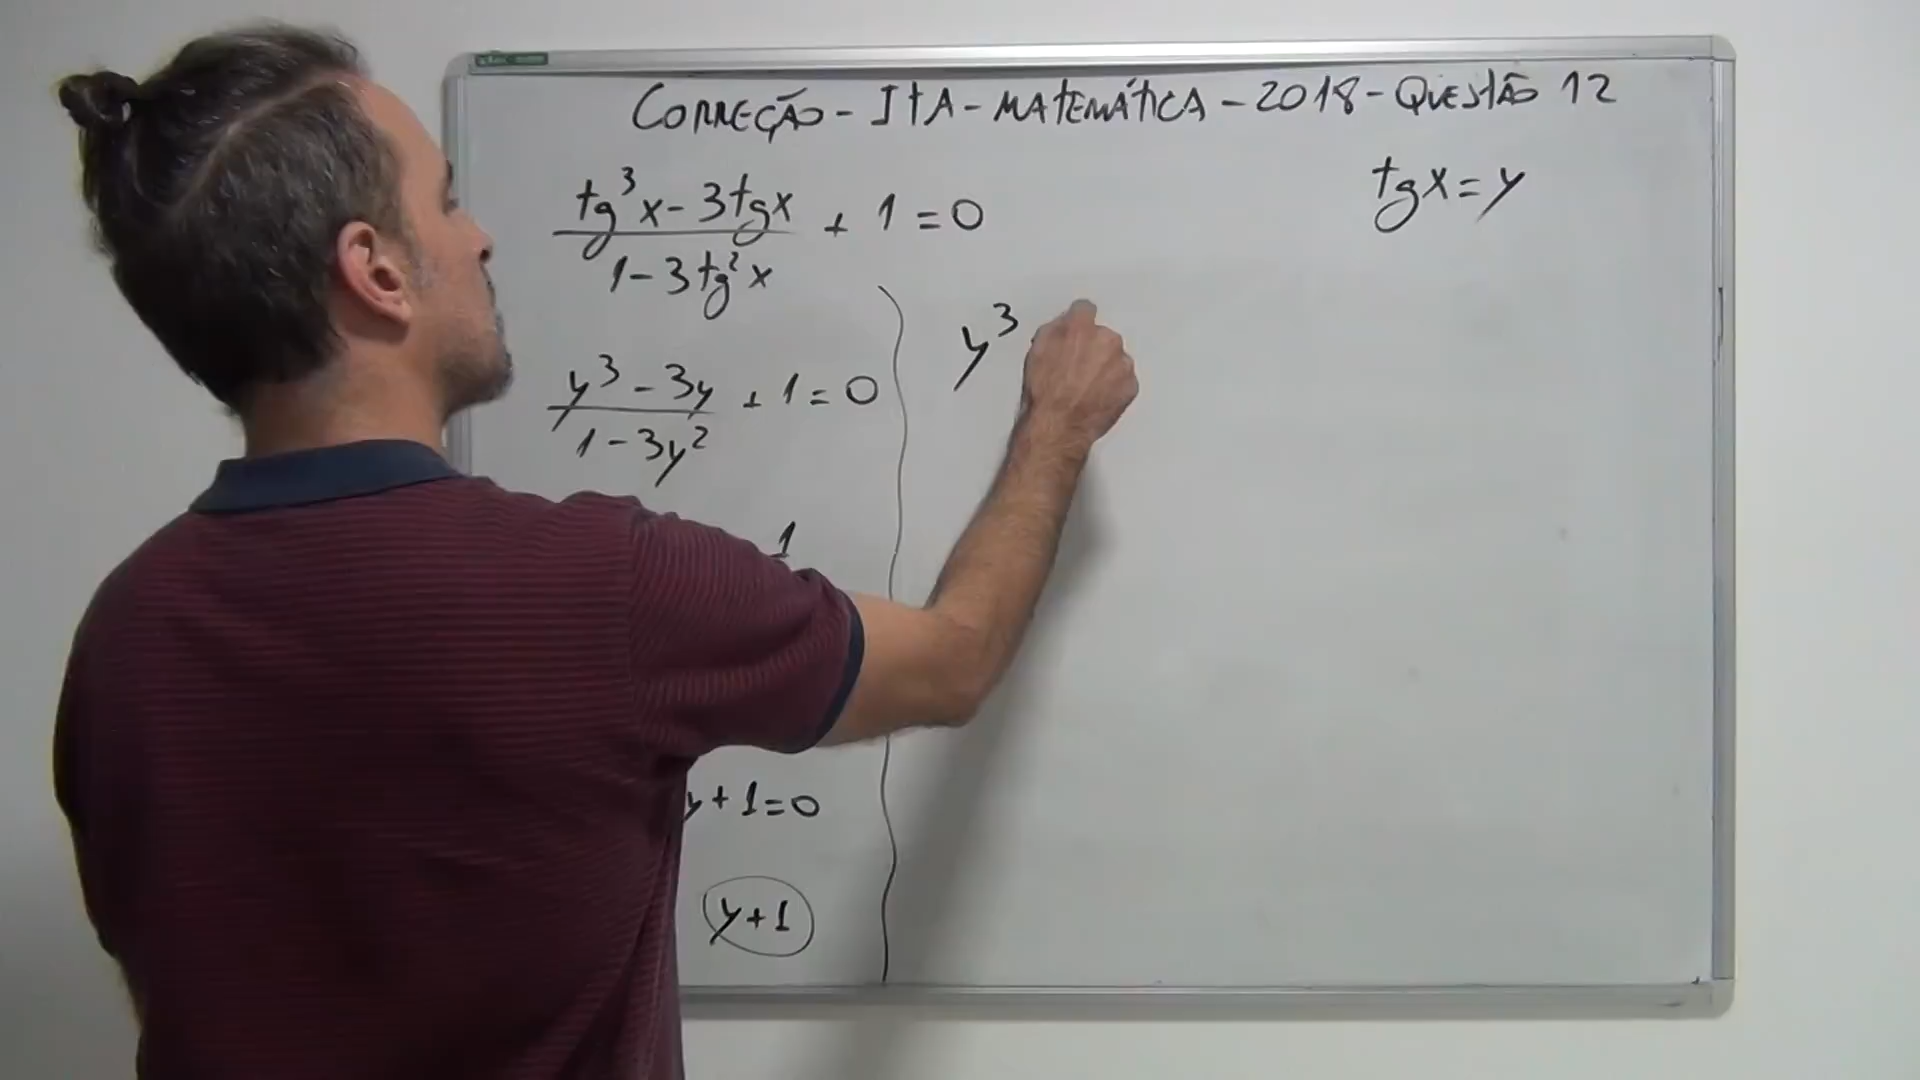 CORREÇÃO - ITA - MATEMÁTICA - 2018 - QUESTÃO 12
tg x = y
(tg³x - 3tgx)/(1 - 3tg²x) + 1 = 0
(y³ - 3y)/(1 - 3y²) + 1 = 0
1
y + 1 = 0
y + 1
y³